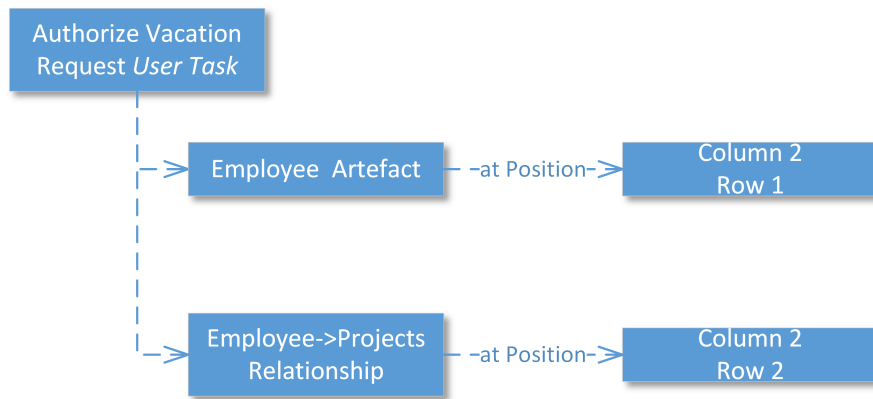 Authorize Vacation
Request User Task
Employee Artefact
at Position
Column 2
Row 1
Employee->Projects
Relationship
at Position
Column 2
Row 2